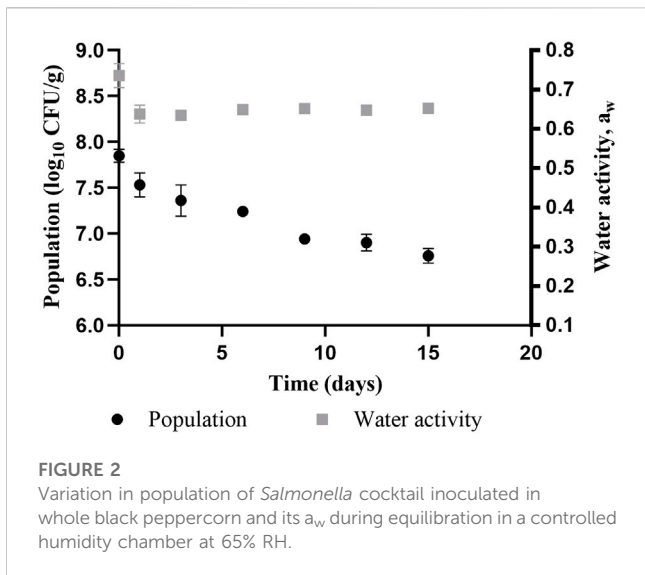 9.0
8.5
8.0
7.5
7.0
6.5
6.0
Population (log₁₀ CFU/g)
0.8
0.7
0.6
0.5
0.4
0.3
0.2
0.1
Water activity, a_w
0 5 10 15 20
Time (days)
Population Water activity
FIGURE 2
Variation in population of Salmonella cocktail inoculated in
whole black peppercorn and its a_w during equilibration in a controlled
humidity chamber at 65% RH.